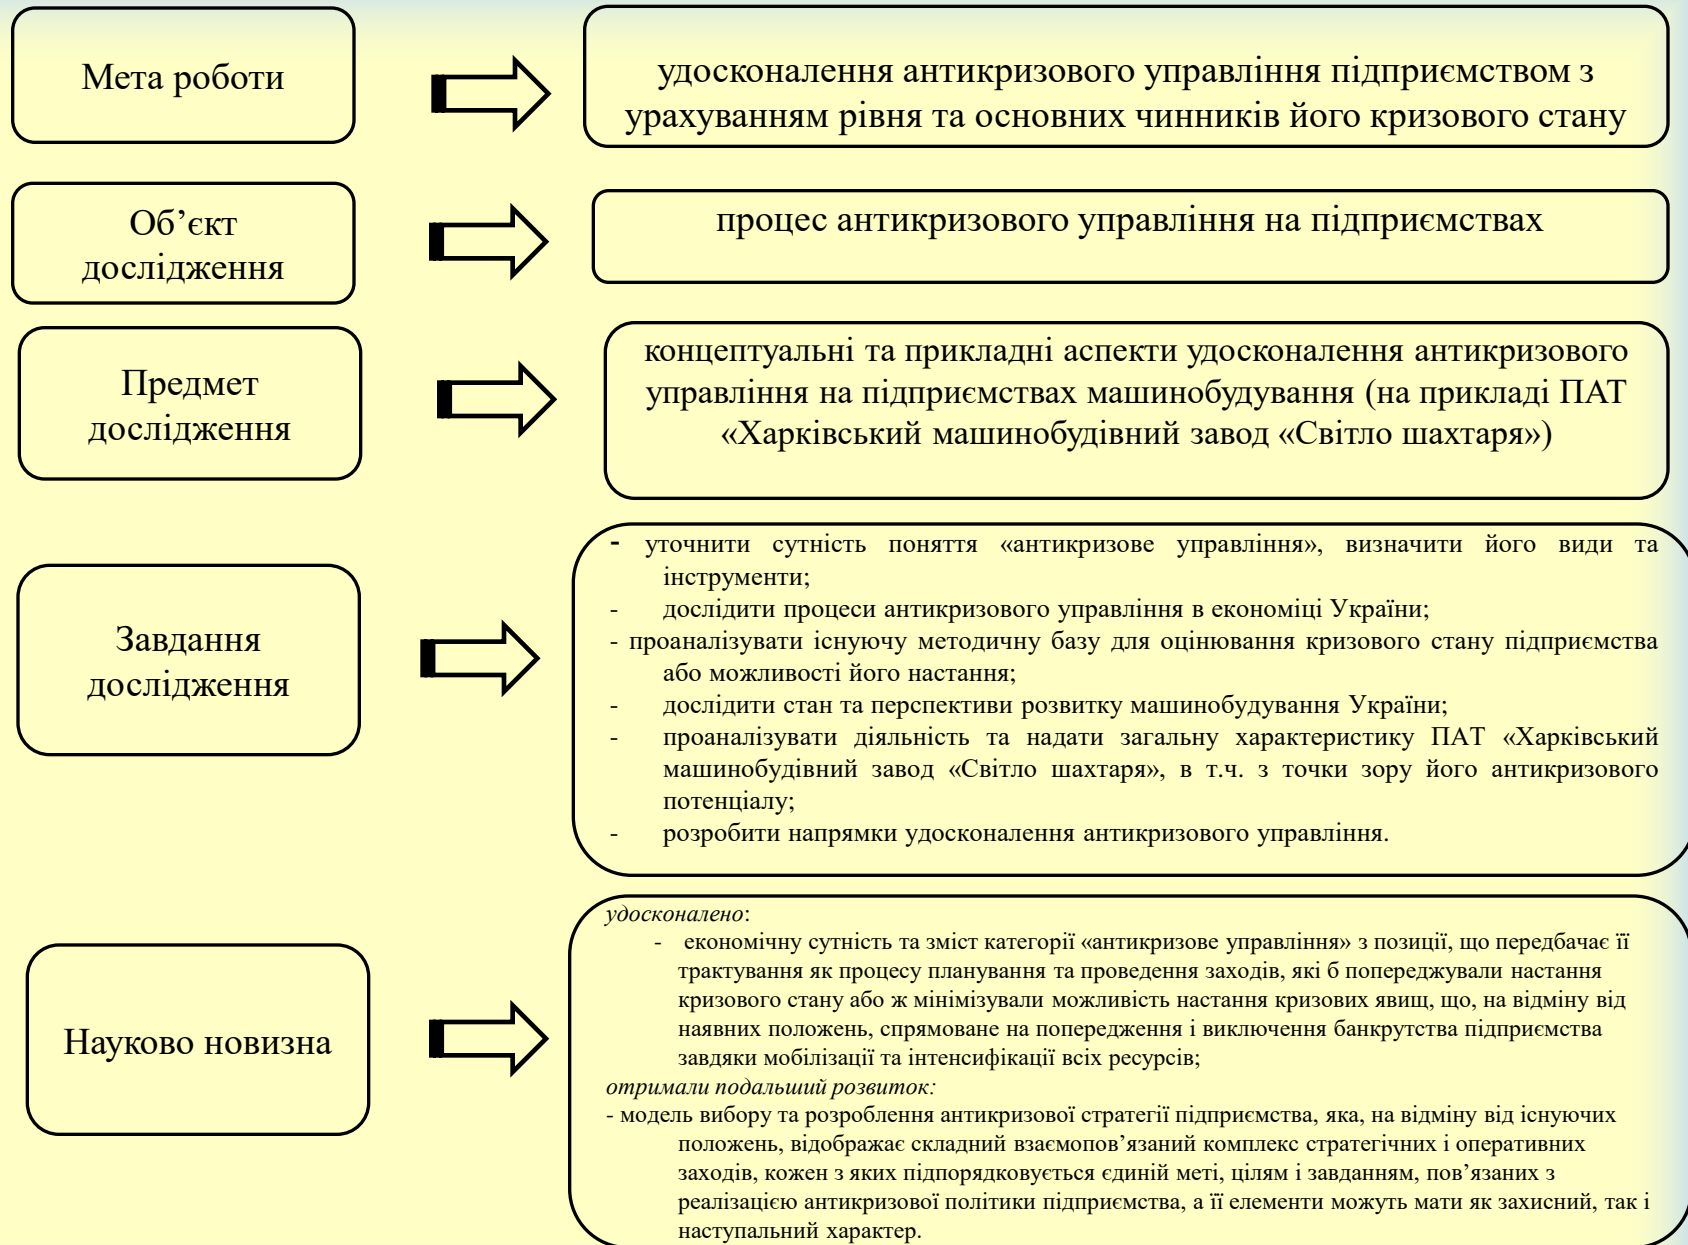 Мета роботи
удосконалення антикризового управління підприємством з
урахуванням рівня та основних чинників його кризового стану
Об’єкт
дослідження
процес антикризового управління на підприємствах
Предмет
дослідження
концептуальні та прикладні аспекти удосконалення антикризового
управління на підприємствах машинобудування (на прикладі ПАТ
«Харківський машинобудівний завод «Світло шахтаря»)
Завдання
дослідження
- уточнити сутність поняття «антикризове управління», визначити його види та
інструменти;
- дослідити процеси антикризового управління в економіці України;
- проаналізувати існуючу методичну базу для оцінювання кризового стану підприємства
або можливості його настання;
- дослідити стан та перспективи розвитку машинобудування України;
- проаналізувати діяльність та надати загальну характеристику ПАТ «Харківський
машинобудівний завод «Світло шахтаря», в т.ч. з точки зору його антикризового
потенціалу;
- розробити напрямки удосконалення антикризового управління.
Науково новизна
удосконалено:
- економічну сутність та зміст категорії «антикризове управління» з позиції, що передбачає її
трактування як процесу планування та проведення заходів, які б попереджували настання
кризового стану або ж мінімізували можливість настання кризових явищ, що, на відміну від
наявних положень, спрямоване на попередження і виключення банкрутства підприємства
завдяки мобілізації та інтенсифікації всіх ресурсів;
отримали подальший розвиток:
- модель вибору та розроблення антикризової стратегії підприємства, яка, на відміну від існуючих
положень, відображає складний взаємопов’язаний комплекс стратегічних і оперативних
заходів, кожен з яких підпорядковується єдиній меті, цілям і завданням, пов’язаних з
реалізацією антикризової політики підприємства, а її елементи можуть мати як захисний, так і
наступальний характер.